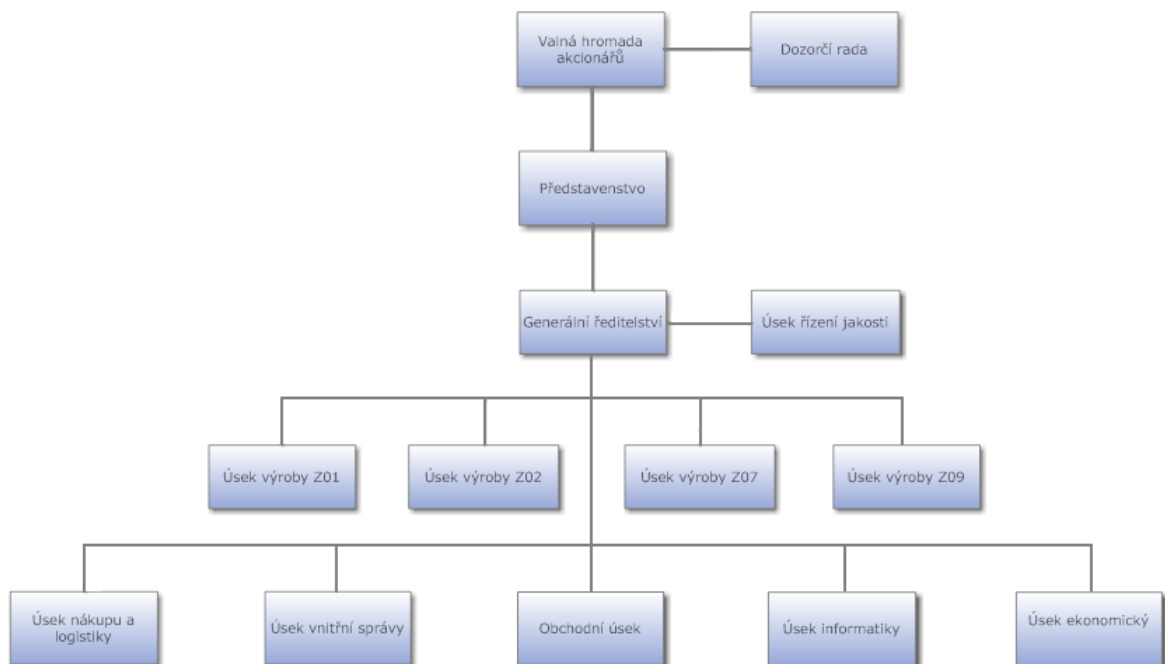 Valná hromada
akcionářů
Dozorčí rada
Představenstvo
Generální ředitelství
Úsek řízení jakosti
Úsek výroby Z01
Úsek výroby Z02
Úsek výroby Z07
Úsek výroby Z09
Úsek nákupu a
logistiky
Úsek vnitřní správy
Obchodní úsek
Úsek informatiky
Úsek ekonomický